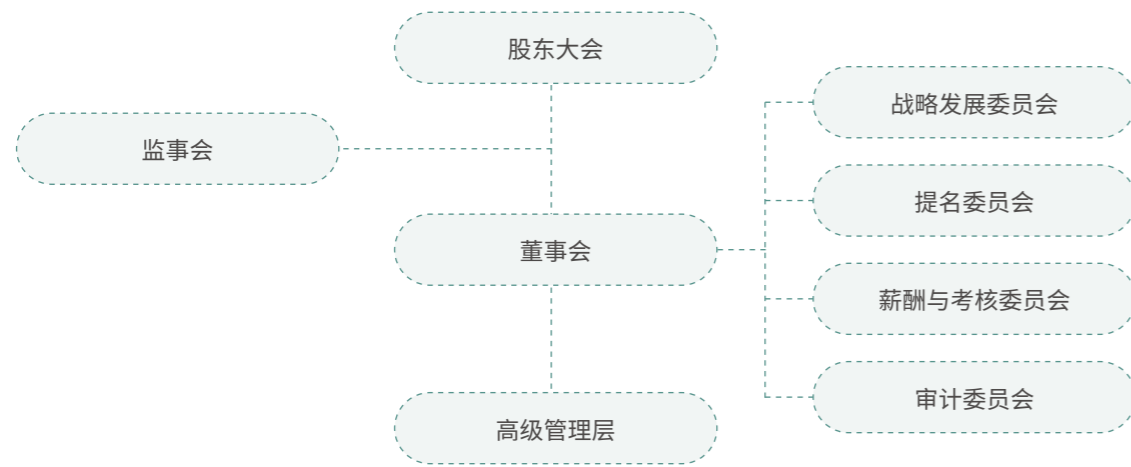 股东大会
监事会
董事会
高级管理层
战略发展委员会
提名委员会
薪酬与考核委员会
审计委员会